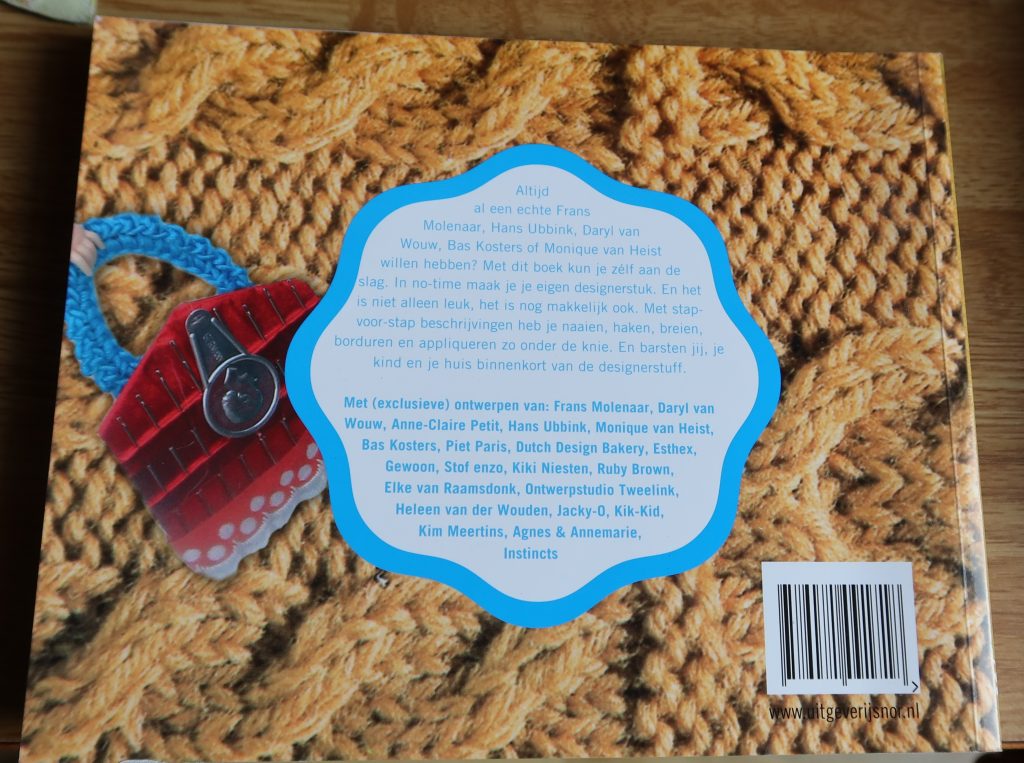 Altijd
al een echte Frans
Molenaar, Hans Ubbink, Daryl van
Wouw, Bas Kosters of Monique van Heist
willen hebben? Met dit boek kun je zélf aan de
slag. In no-time maak je je eigen designerstuk. En het
is niet alleen leuk, het is nog makkelijk ook. Met stap-
voor-stap beschrijvingen heb je naaien, haken, breien,
borduren en appliqueren zo onder de knie. En barsten jij, je
kind en je huis binnenkort van de designerstuff.
Met (exclusieve) ontwerpen van: Frans Molenaar, Daryl van
Wouw, Anne-Claire Petit, Hans Ubbink, Monique van Heist,
Bas Kosters, Piet Paris, Dutch Design Bakery, Esthex,
Gewoon, Stof enzo, Kiki Niesten, Ruby Brown,
Elke van Raamsdonk, Ontwerpstudio Tweelink,
Heleen van der Wouden, Jacky-O, Kik-Kid,
Kim Meertins, Agnes & Annemarie,
Instincts
>
www.uitgeverijsnor.nl